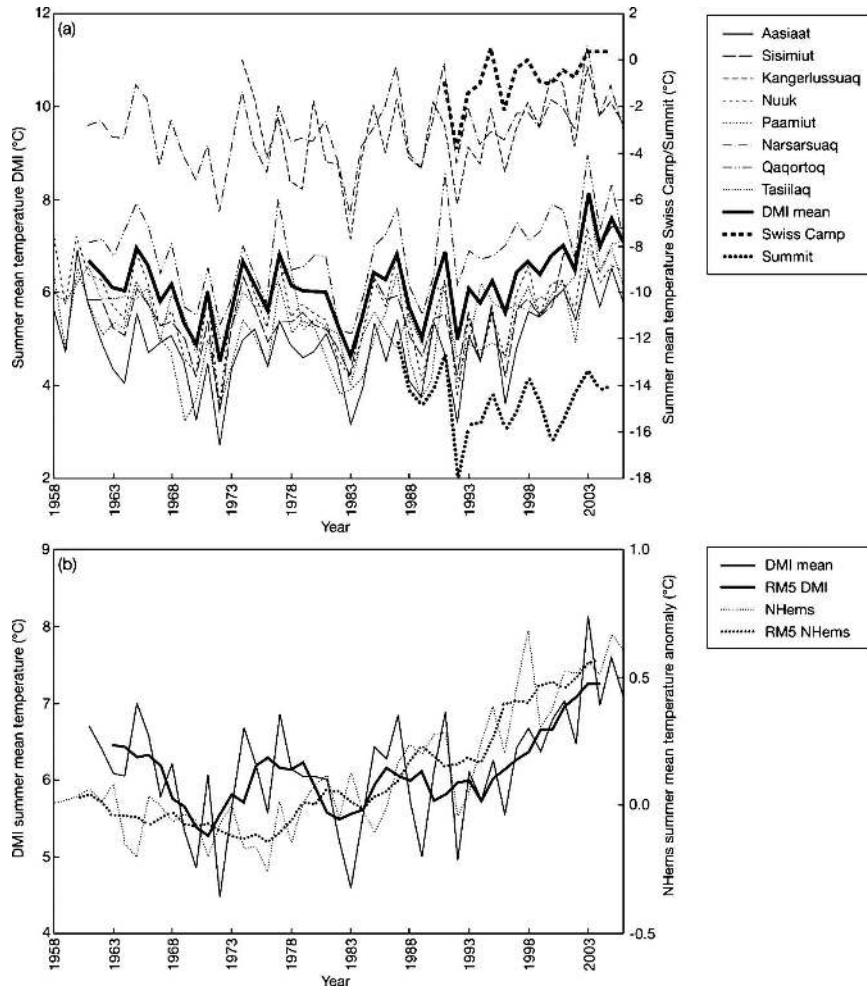 (a)
12
10
8
6
4
2
Summer mean temperature DMI (°C)
2
0
-2
-4
-6
-8
-10
-12
-14
-16
-18
Summer mean temperature Swiss Camp/Summit (°C)
1958
1963
1968
1973
1978
1983
1988
1993
1998
2003
Year
Aasiaat
Sisimiut
Kangerlussuaq
Nuuk
Paamiut
Narsarsuaq
Qaqortoq
Tasiilaq
DMI mean
Swiss Camp
Summit
(b)
9
8
7
6
5
4
DMI summer mean temperature (°C)
1.0
0.5
0.0
-0.5
NHems summer mean temperature anomaly (°C)
1958
1963
1968
1973
1978
1983
1988
1993
1998
2003
Year
DMI mean
RM5 DMI
NHems
RM5 NHems